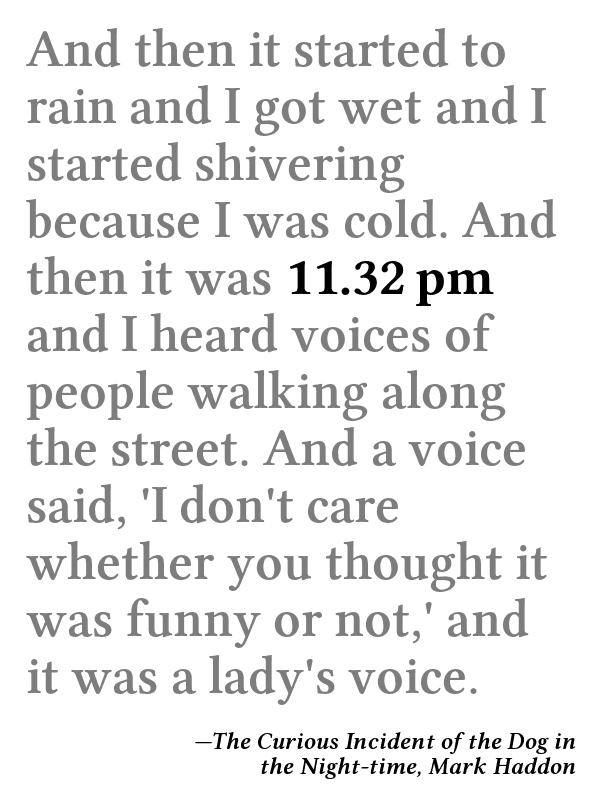 And then it started to
rain and I got wet and I
started shivering
because I was cold. And
then it was 11.32 pm
and I heard voices of
people walking along
the street. And a voice
said, 'I don't care
whether you thought it
was funny or not,' and
it was a lady's voice.
—The Curious Incident of the Dog in
the Night-time, Mark Haddon